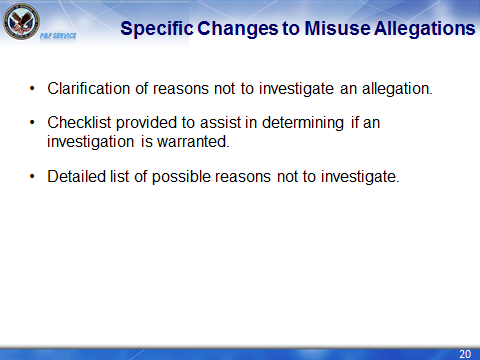 Specific Changes to Misuse Allegations
P&F SERVICE
• Clarification of reasons not to investigate an allegation.
• Checklist provided to assist in determining if an
investigation is warranted.
• Detailed list of possible reasons not to investigate.
20